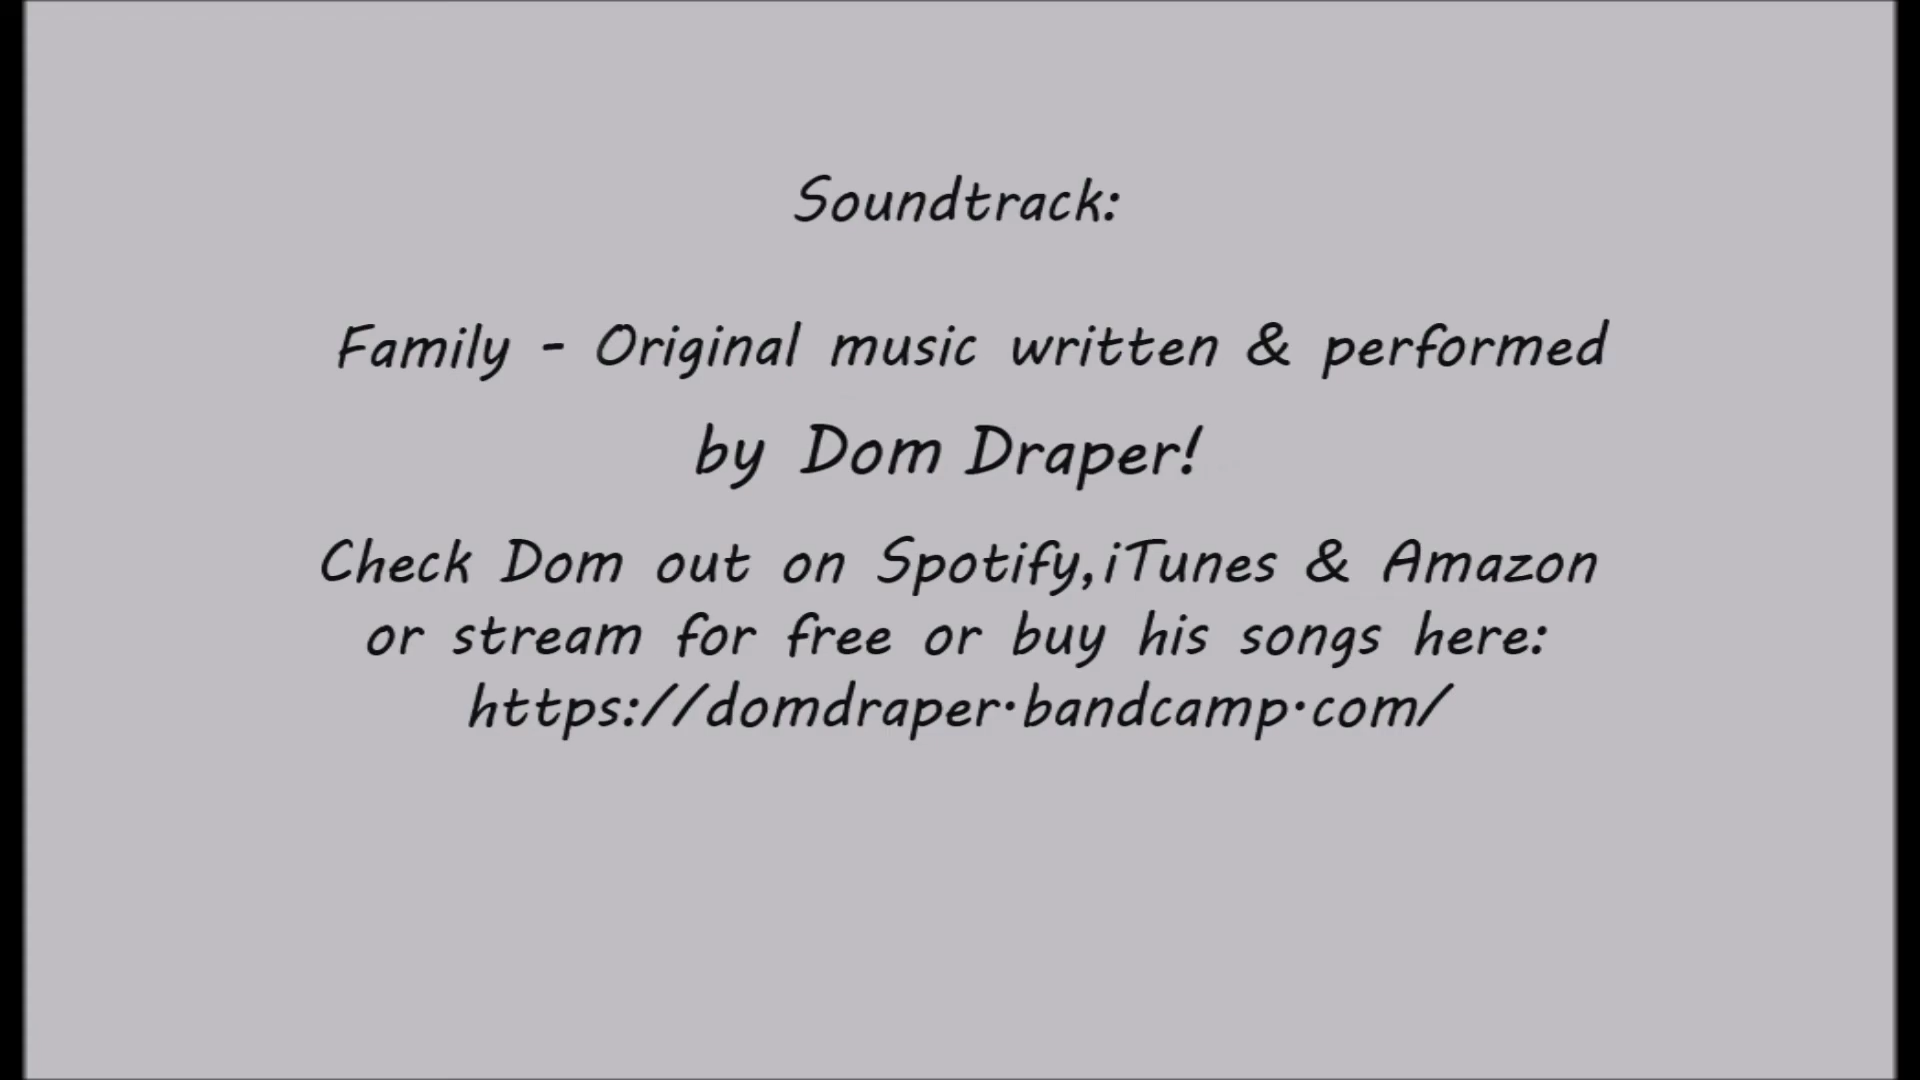 Soundtrack:
Family - Original music written & performed
by Dom Draper!
Check Dom out on Spotify,iTunes & Amazon
or stream for free or buy his songs here:
https://domdraper.bandcamp.com/